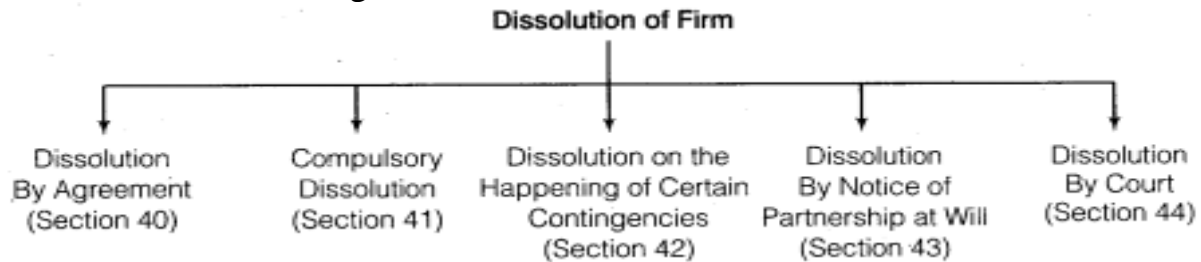 Dissolution of Firm
Dissolution
By Agreement
(Section 40)
Compulsory
Dissolution
(Section 41)
Dissolution on the
Happening of Certain
Contingencies
(Section 42)
Dissolution
By Notice of
Partnership at Will
(Section 43)
Dissolution
By Court
(Section 44)